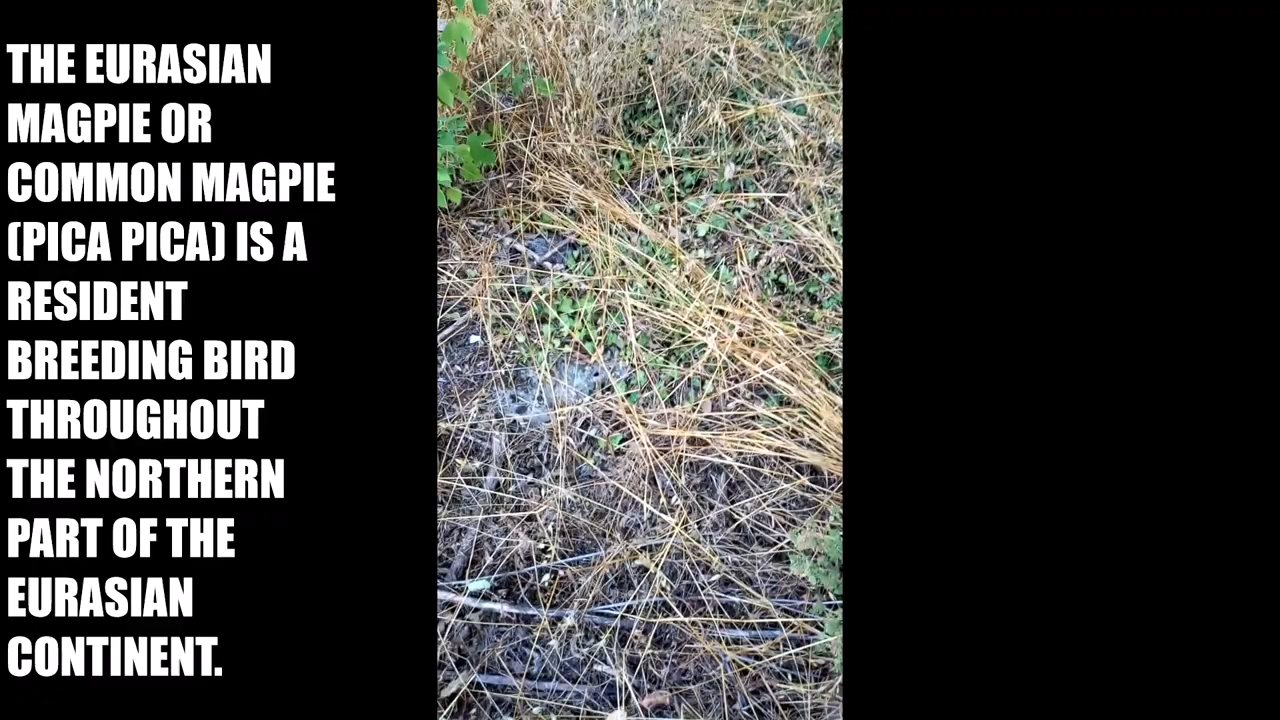 THE EURASIAN
MAGPIE OR
COMMON MAGPIE
(PICA PICA) IS A
RESIDENT
BREEDING BIRD
THROUGHOUT
THE NORTHERN
PART OF THE
EURASIAN
CONTINENT.